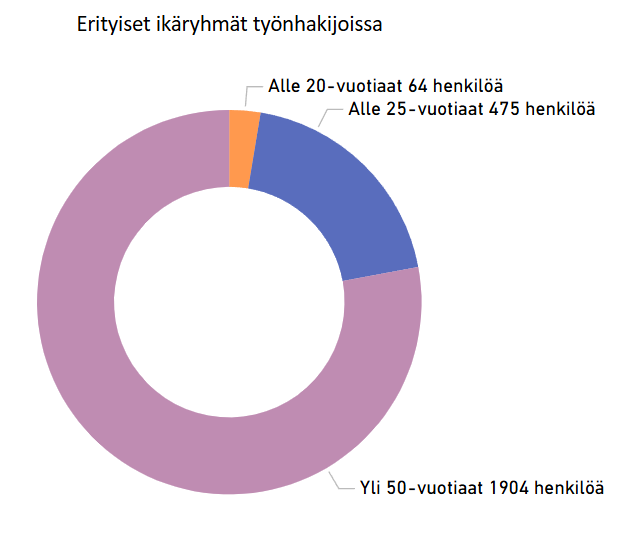 Erityiset ikäryhmät työnhakijoissa
Alle 20-vuotiaat 64 henkilöä
Alle 25-vuotiaat 475 henkilöä
Yli 50-vuotiaat 1904 henkilöä